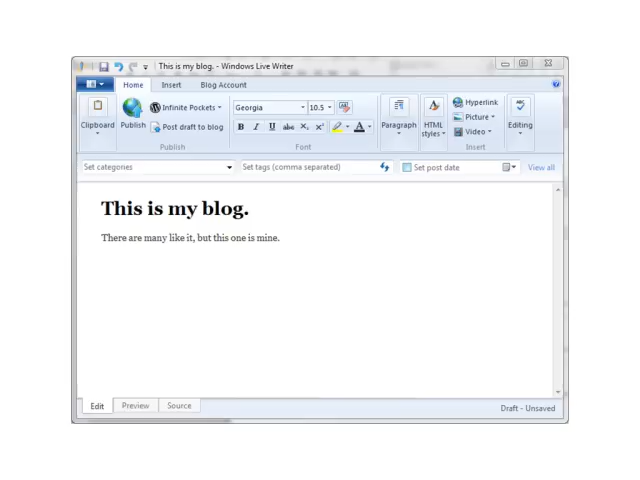 This is my blog. - Windows Live Writer
Home Insert Blog Account
Clipboard
Publish
Infinite Pockets
Post draft to blog
Publish
Georgia 10.5
B I U abc X₂ X² A
Font
Paragraph
HTML styles
Hyperlink
Picture
Video
Insert
Editing
Set categories Set tags (comma separated) Set post date View all
This is my blog.
There are many like it, but this one is mine.
Edit Preview Source Draft - Unsaved